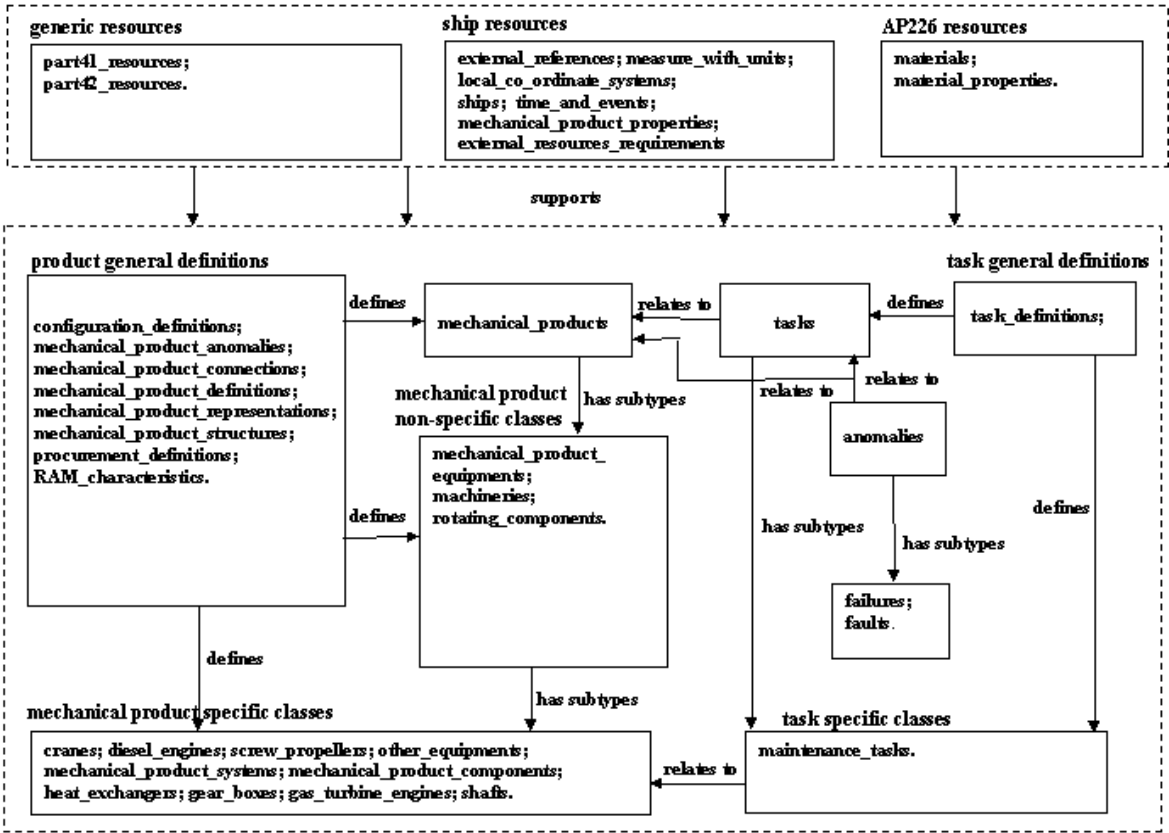 generic resources
part41_resources;
part42_resources.
ship resources
external_references; measure_with_units;
local_co_ordinate_systems;
ships; time_and_events;
mechanical_product_properties;
external_resources_requirements
AP226 resources
materials;
material_properties.
supports
product general definitions
configuration_definitions;
mechanical_product_anomalies;
mechanical_product_connections;
mechanical_product_definitions;
mechanical_product_representations;
mechanical_product_structures;
procurement_definitions;
RAM_characteristics.
defines
mechanical_products
relates to
tasks
defines
task general definitions
task_definitions;
relates to
relates to
has subtypes
mechanical product
non-specific classes
mechanical_product_
equipments;
machineries;
rotating_components.
anomalies
defines
has subtypes
has subtypes
defines
failures;
faults.
defines
has subtypes
mechanical product specific classes
cranes; diesel_engines; screw_propellers; other_equipments;
mechanical_product_systems; mechanical_product_components;
heat_exchangers; gear_boxes; gas_turbine_engines; shafts.
relates to
task specific classes
maintenance_tasks.